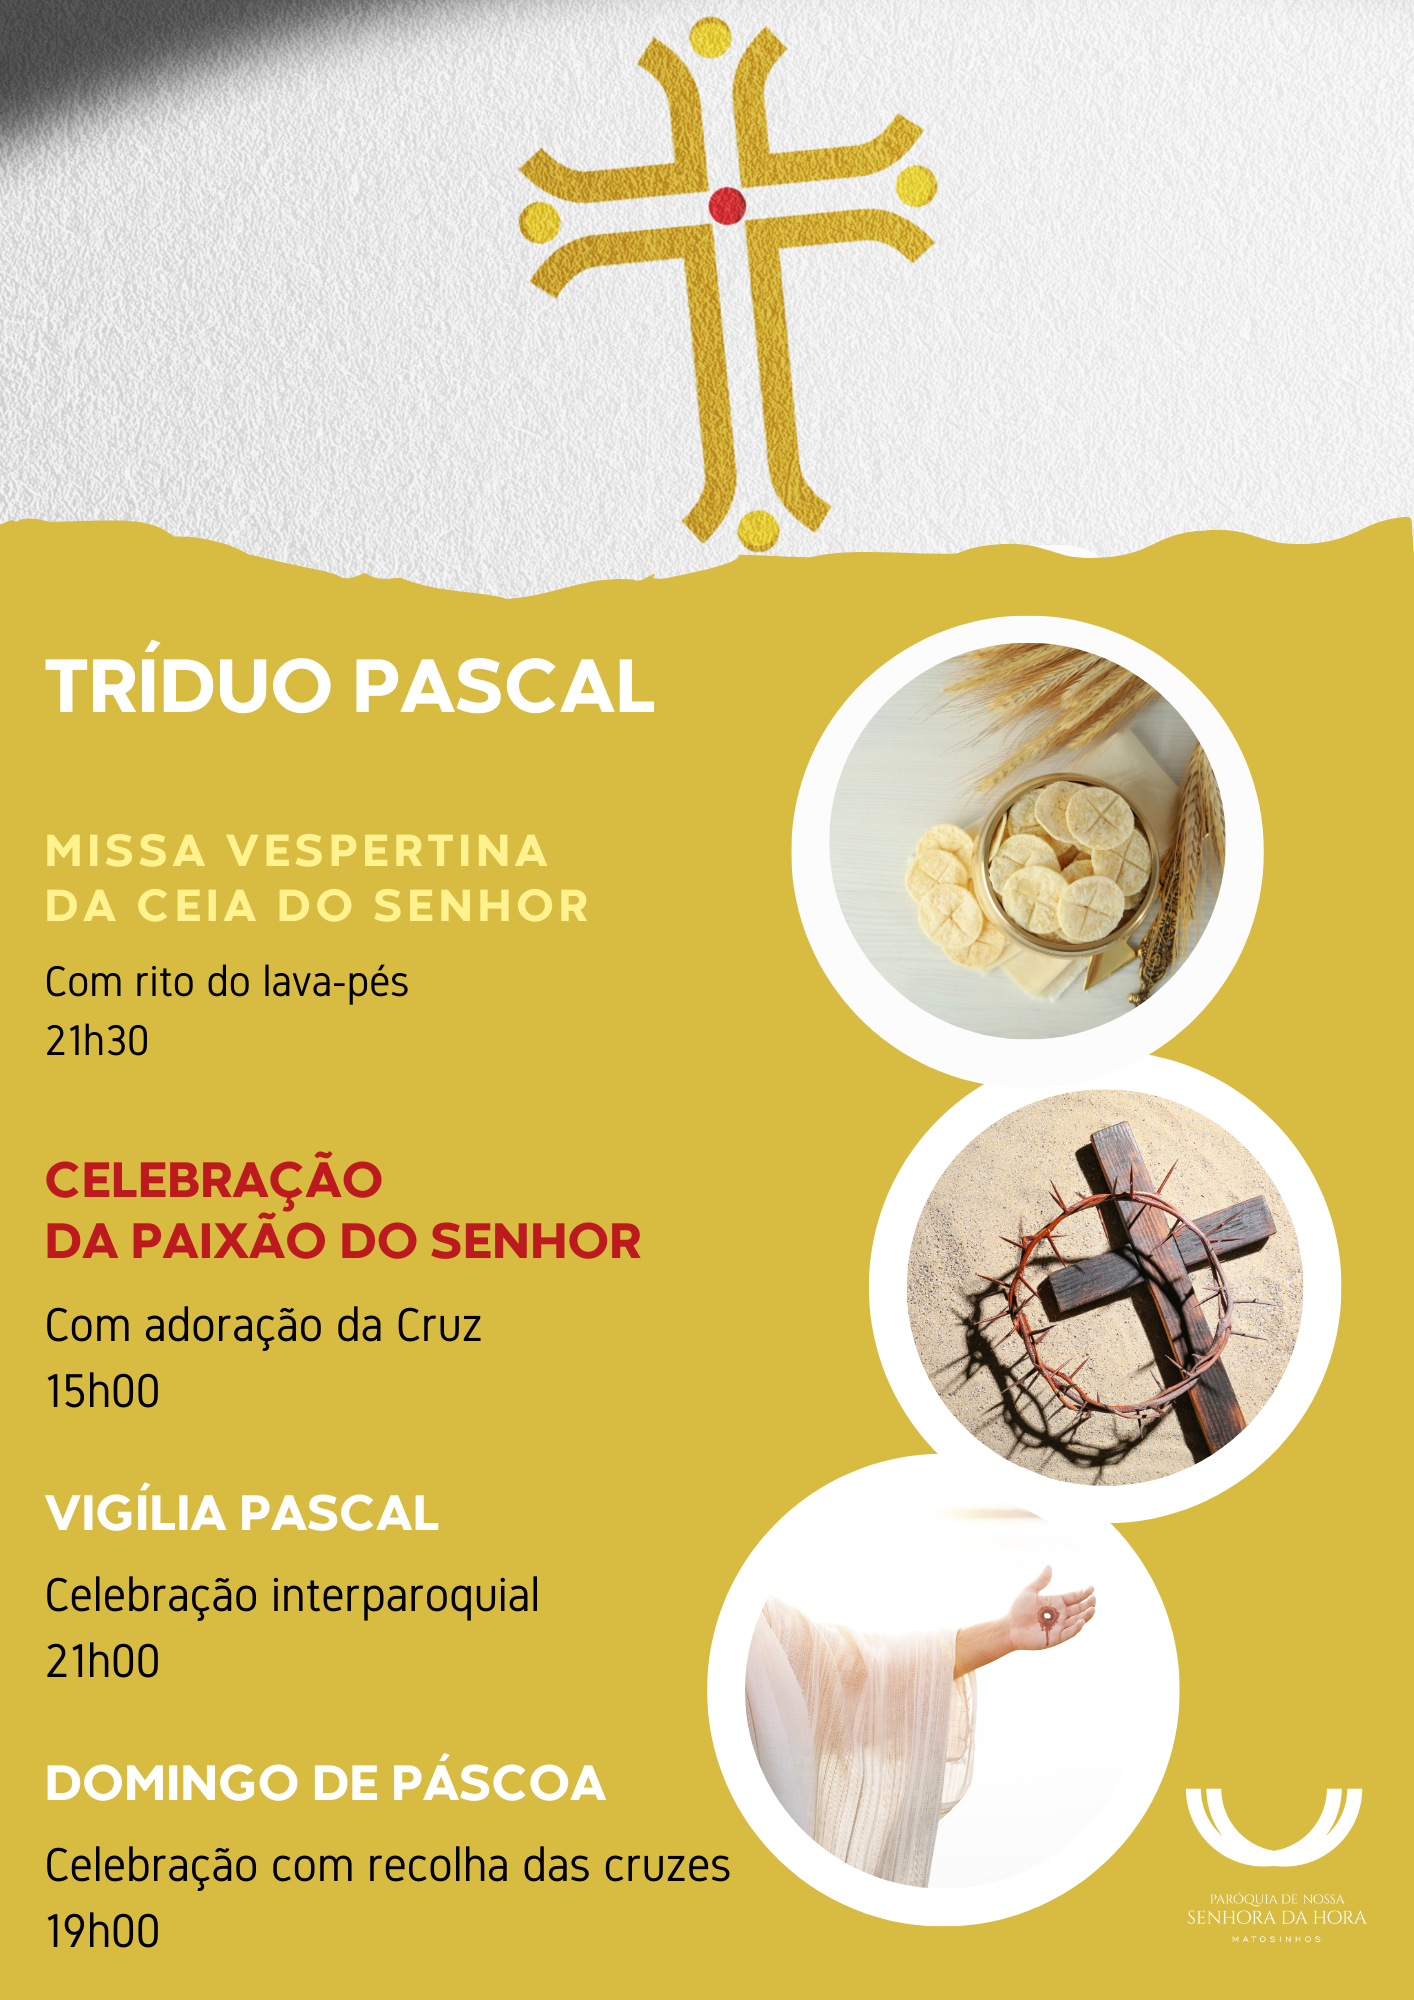 TRÍDUO PASCAL
MISSA VESPERTINA
DA CEIA DO SENHOR
Com rito do lava-pés
21h30
CELEBRAÇÃO
DA PAIXÃO DO SENHOR
Com adoração da Cruz
15h00
VIGÍLIA PASCAL
Celebração interparoquial
21h00
DOMINGO DE PÁSCOA
Celebração com recolha das cruzes
19h00
PARÓQUIA DE NOSSA
SENHORA DA HORA
MATOSINHOS